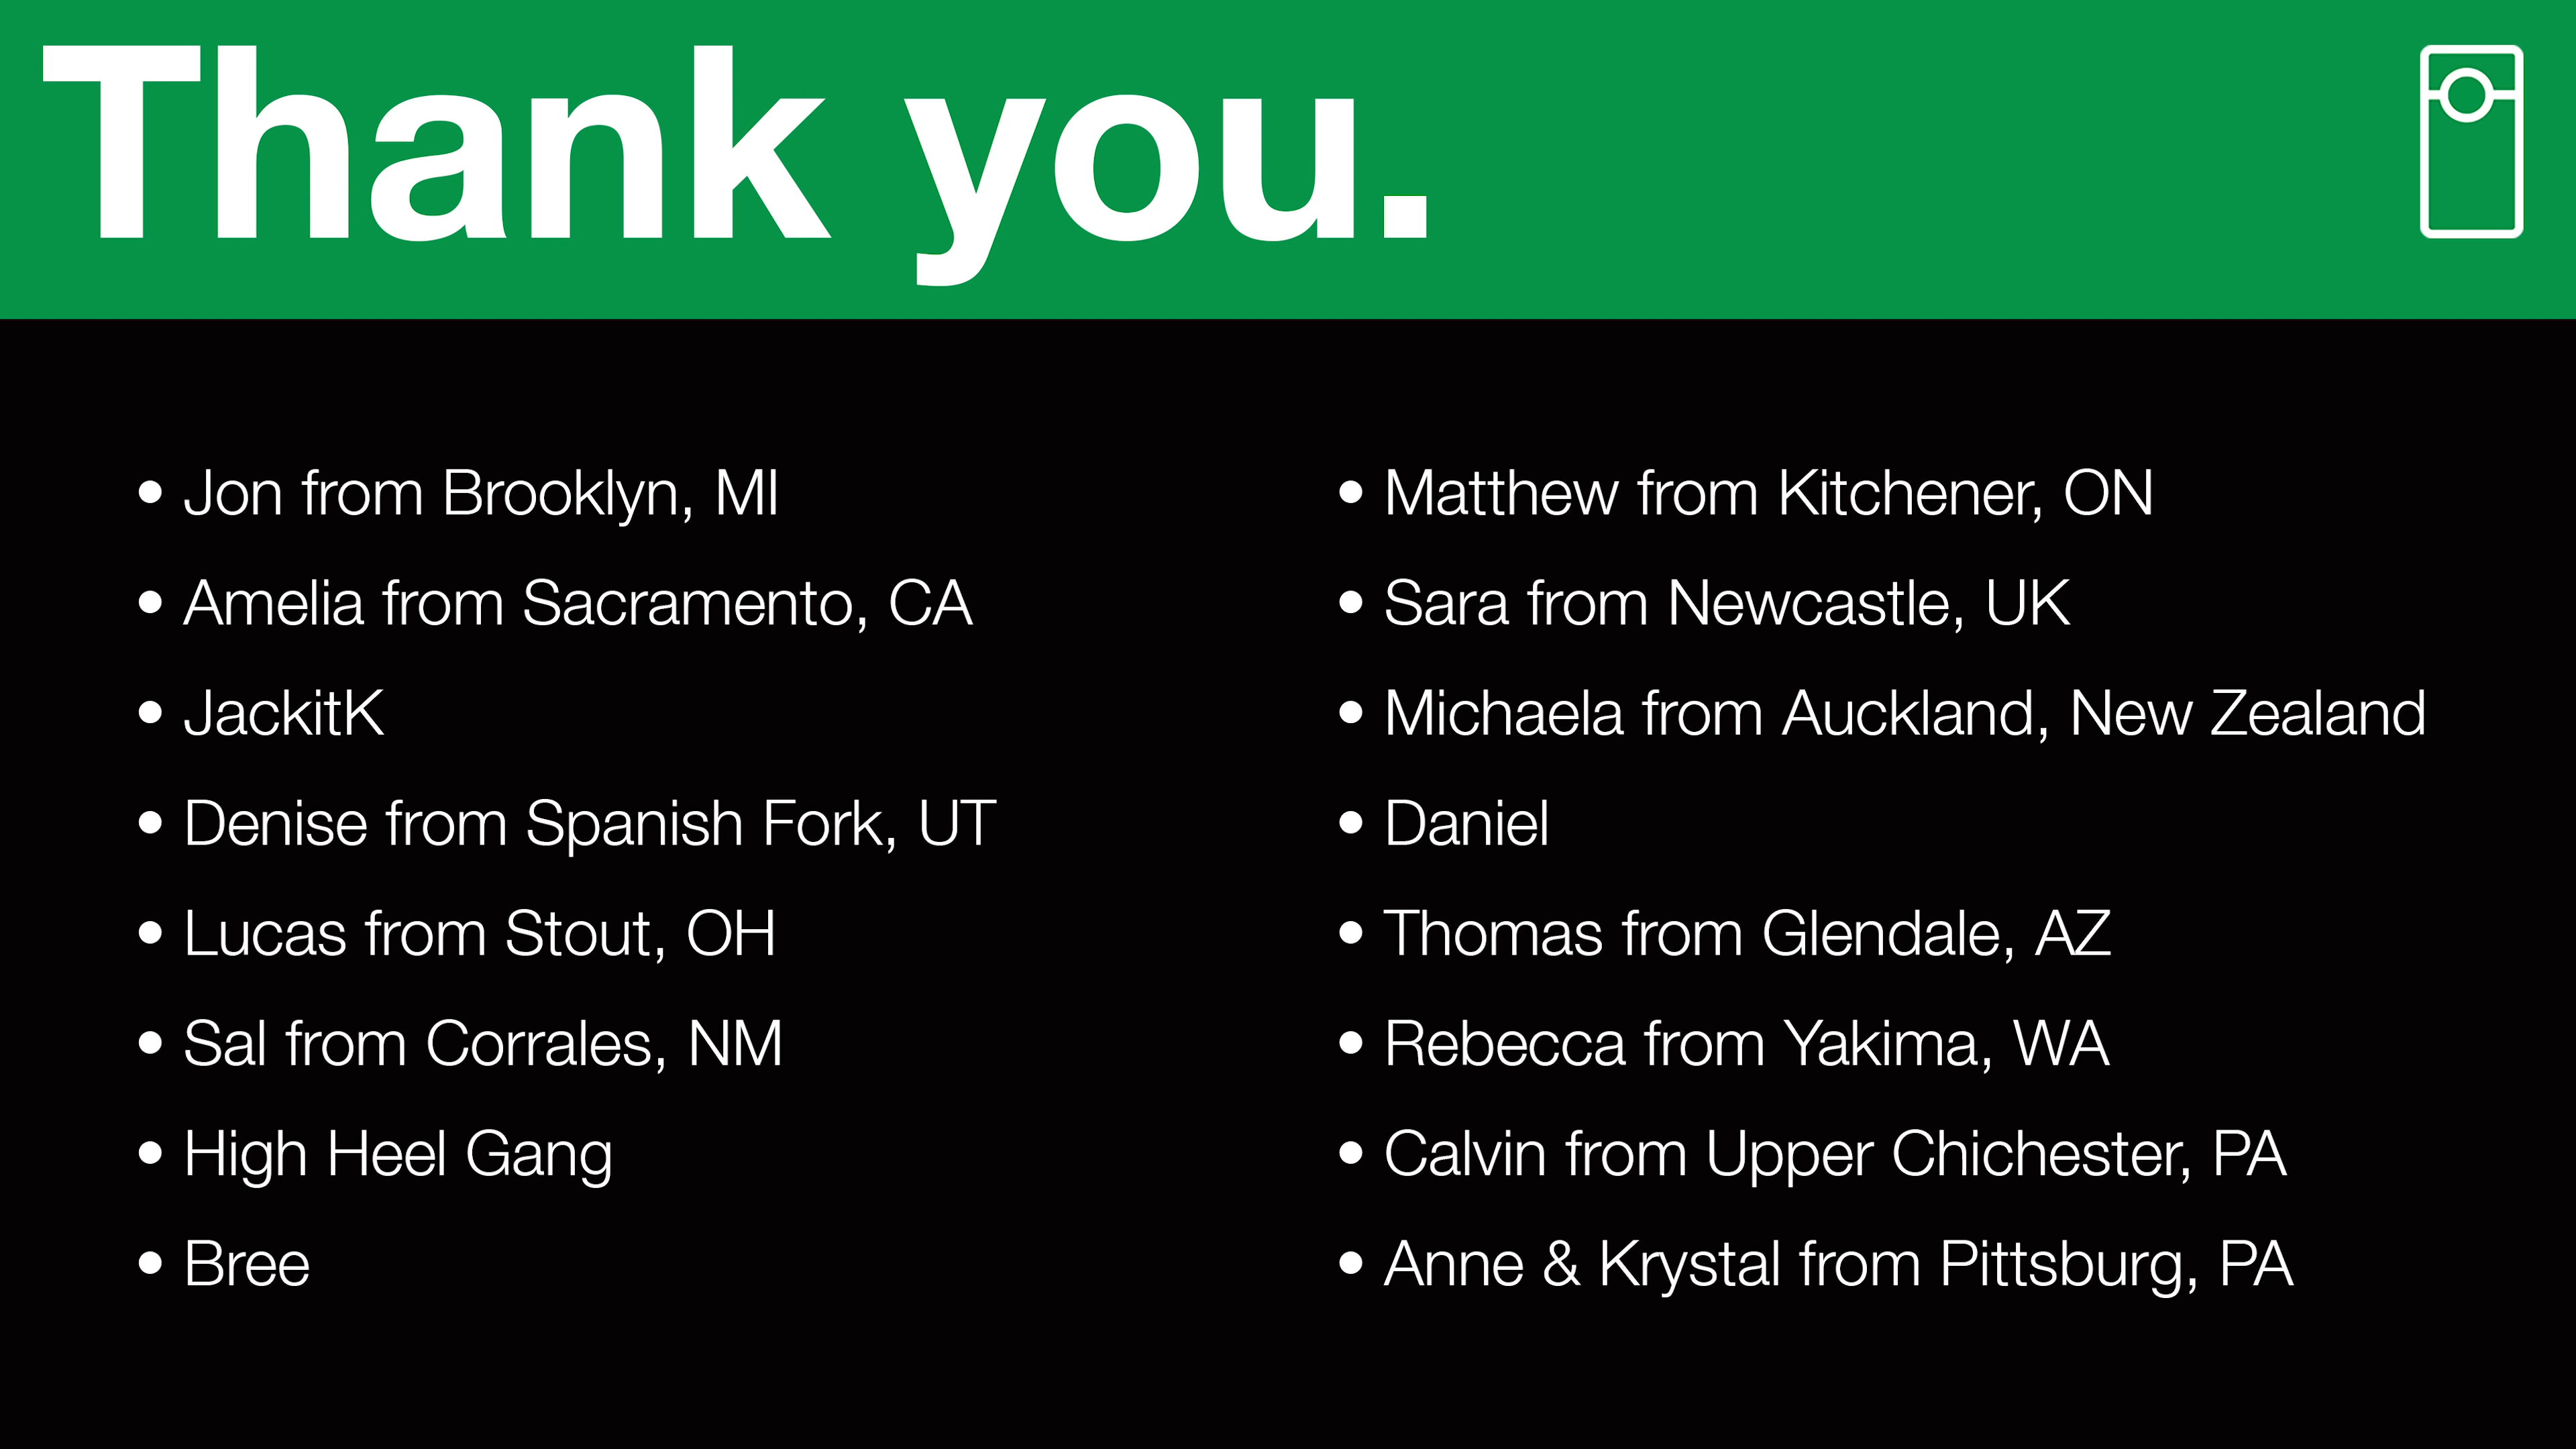 Thank you.
• Jon from Brooklyn, MI
• Amelia from Sacramento, CA
• JackitK
• Denise from Spanish Fork, UT
• Lucas from Stout, OH
• Sal from Corrales, NM
• High Heel Gang
• Bree
• Matthew from Kitchener, ON
• Sara from Newcastle, UK
• Michaela from Auckland, New Zealand
• Daniel
• Thomas from Glendale, AZ
• Rebecca from Yakima, WA
• Calvin from Upper Chichester, PA
• Anne & Krystal from Pittsburg, PA